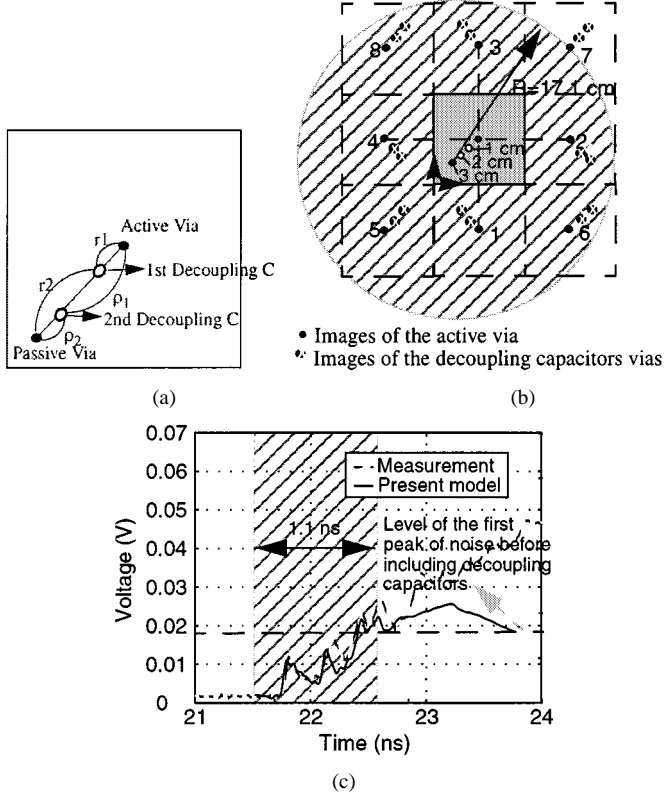 Active Via
r1
1st Decoupling C
r2
ρ1
2nd Decoupling C
ρ2
Passive Via
(a)
8
3
7
R=17.1 cm
4
2
1 cm
2 cm
3 cm
5
1
6
Images of the active via
Images of the decoupling capacitors vias
(b)
0.07
0.06
0.05
0.04
0.03
0.02
0.01
0
Voltage (V)
Measurement
Present model
1.1 ns
Level of the first
peak of noise before
including decoupling
capacitors
21
22
23
24
Time (ns)
(c)